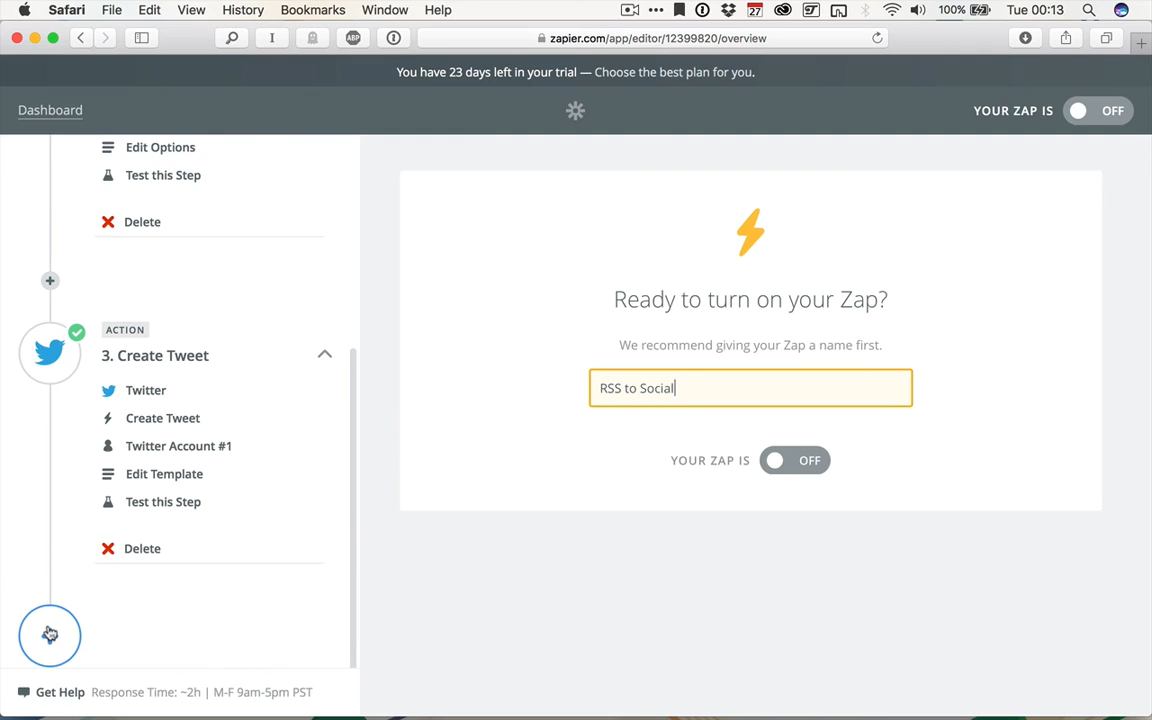 Safari File Edit View History Bookmarks Window Help 27 100% Tue 00:13
ABP zapier.com/app/editor/12399820/overview
You have 23 days left in your trial — Choose the best plan for you.
Dashboard YOUR ZAP IS OFF
Edit Options
Test this Step
Delete
ACTION
3. Create Tweet
Twitter
Create Tweet
Twitter Account #1
Edit Template
Test this Step
Delete
Get Help Response Time: ~2h | M-F 9am-5pm PST
Ready to turn on your Zap?
We recommend giving your Zap a name first.
RSS to Social
YOUR ZAP IS OFF